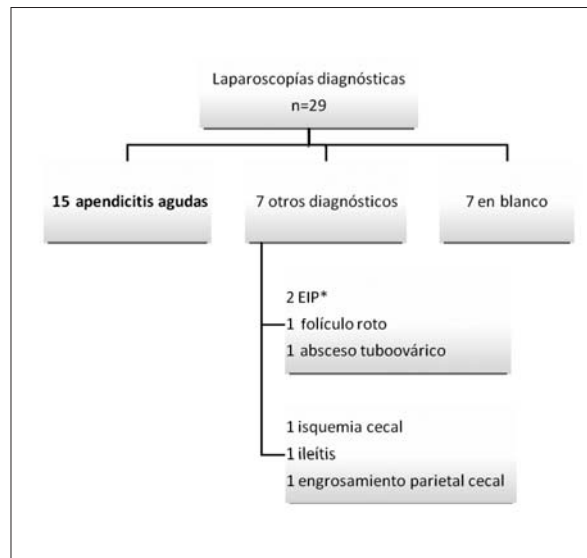 Laparoscopías diagnósticas
n=29
15 apendicitis agudas
7 otros diagnósticos
7 en blanco
2 EIP*
1 folículo roto
1 absceso tuboovárico
1 isquemia cecal
1 ileítis
1 engrosamiento parietal cecal